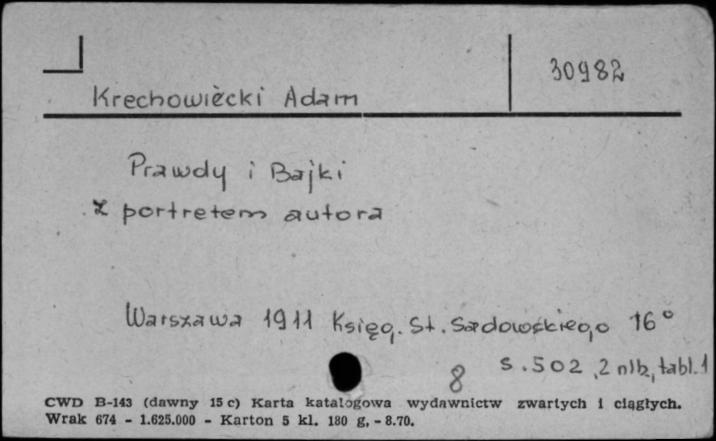 30982
Krechowiecki Adam
Prawdy i Bajki
z portretem autora
Warszawa 1911 Księg. St. Sadowskiego 16°
s. 502, 2 nlb, tabl. 1
8
CWD B-143 (dawny 15 c) Karta katalogowa wydawnictw zwartych i ciągłych.
Wrak 674 - 1.625.000 - Karton 5 kl. 180 g, - 8.70.